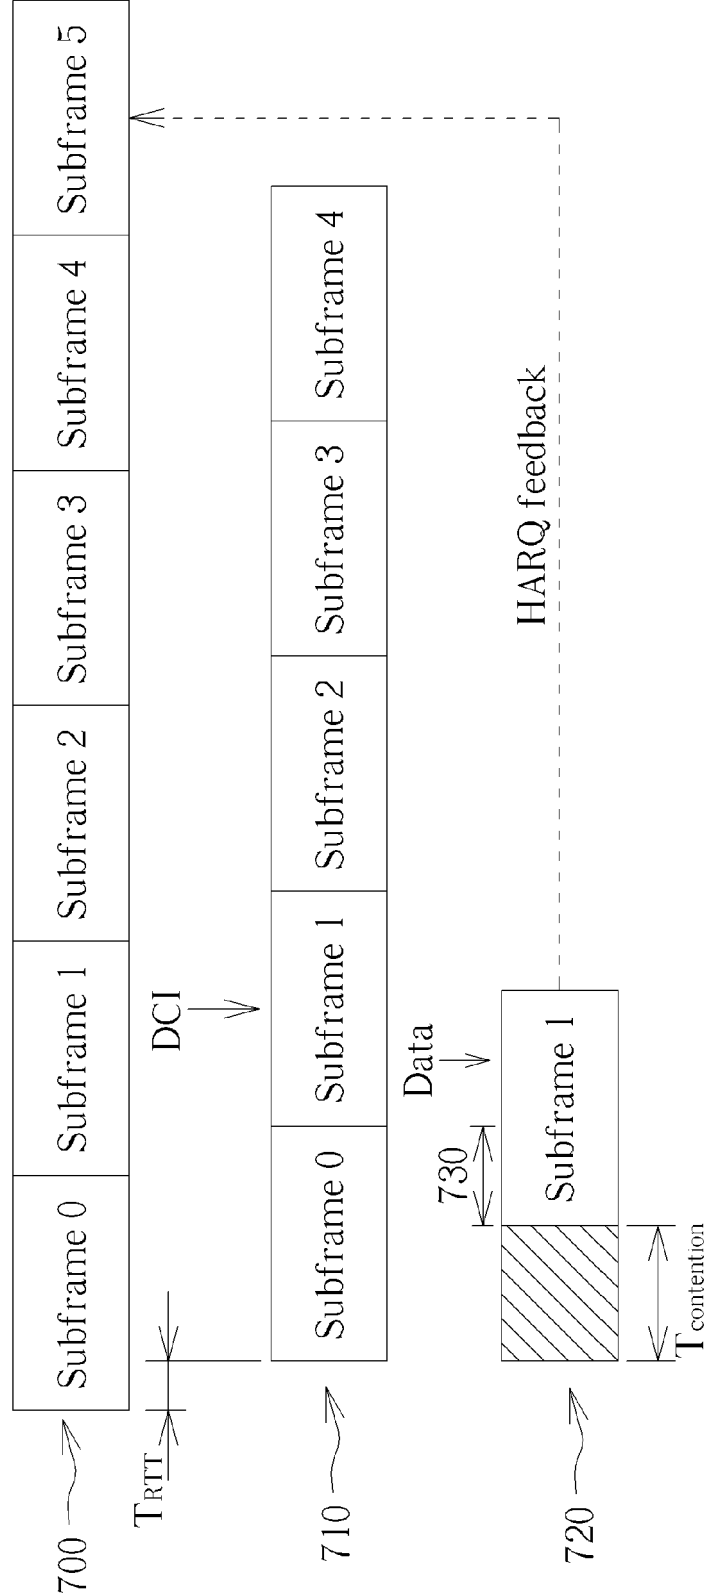 700
Subframe 0
Subframe 1
Subframe 2
Subframe 3
Subframe 4
Subframe 5
TRTT
DCI
710
Subframe 0
Subframe 1
Subframe 2
Subframe 3
Subframe 4
730
Data
HARQ feedback
720
Subframe 1
Tcontention